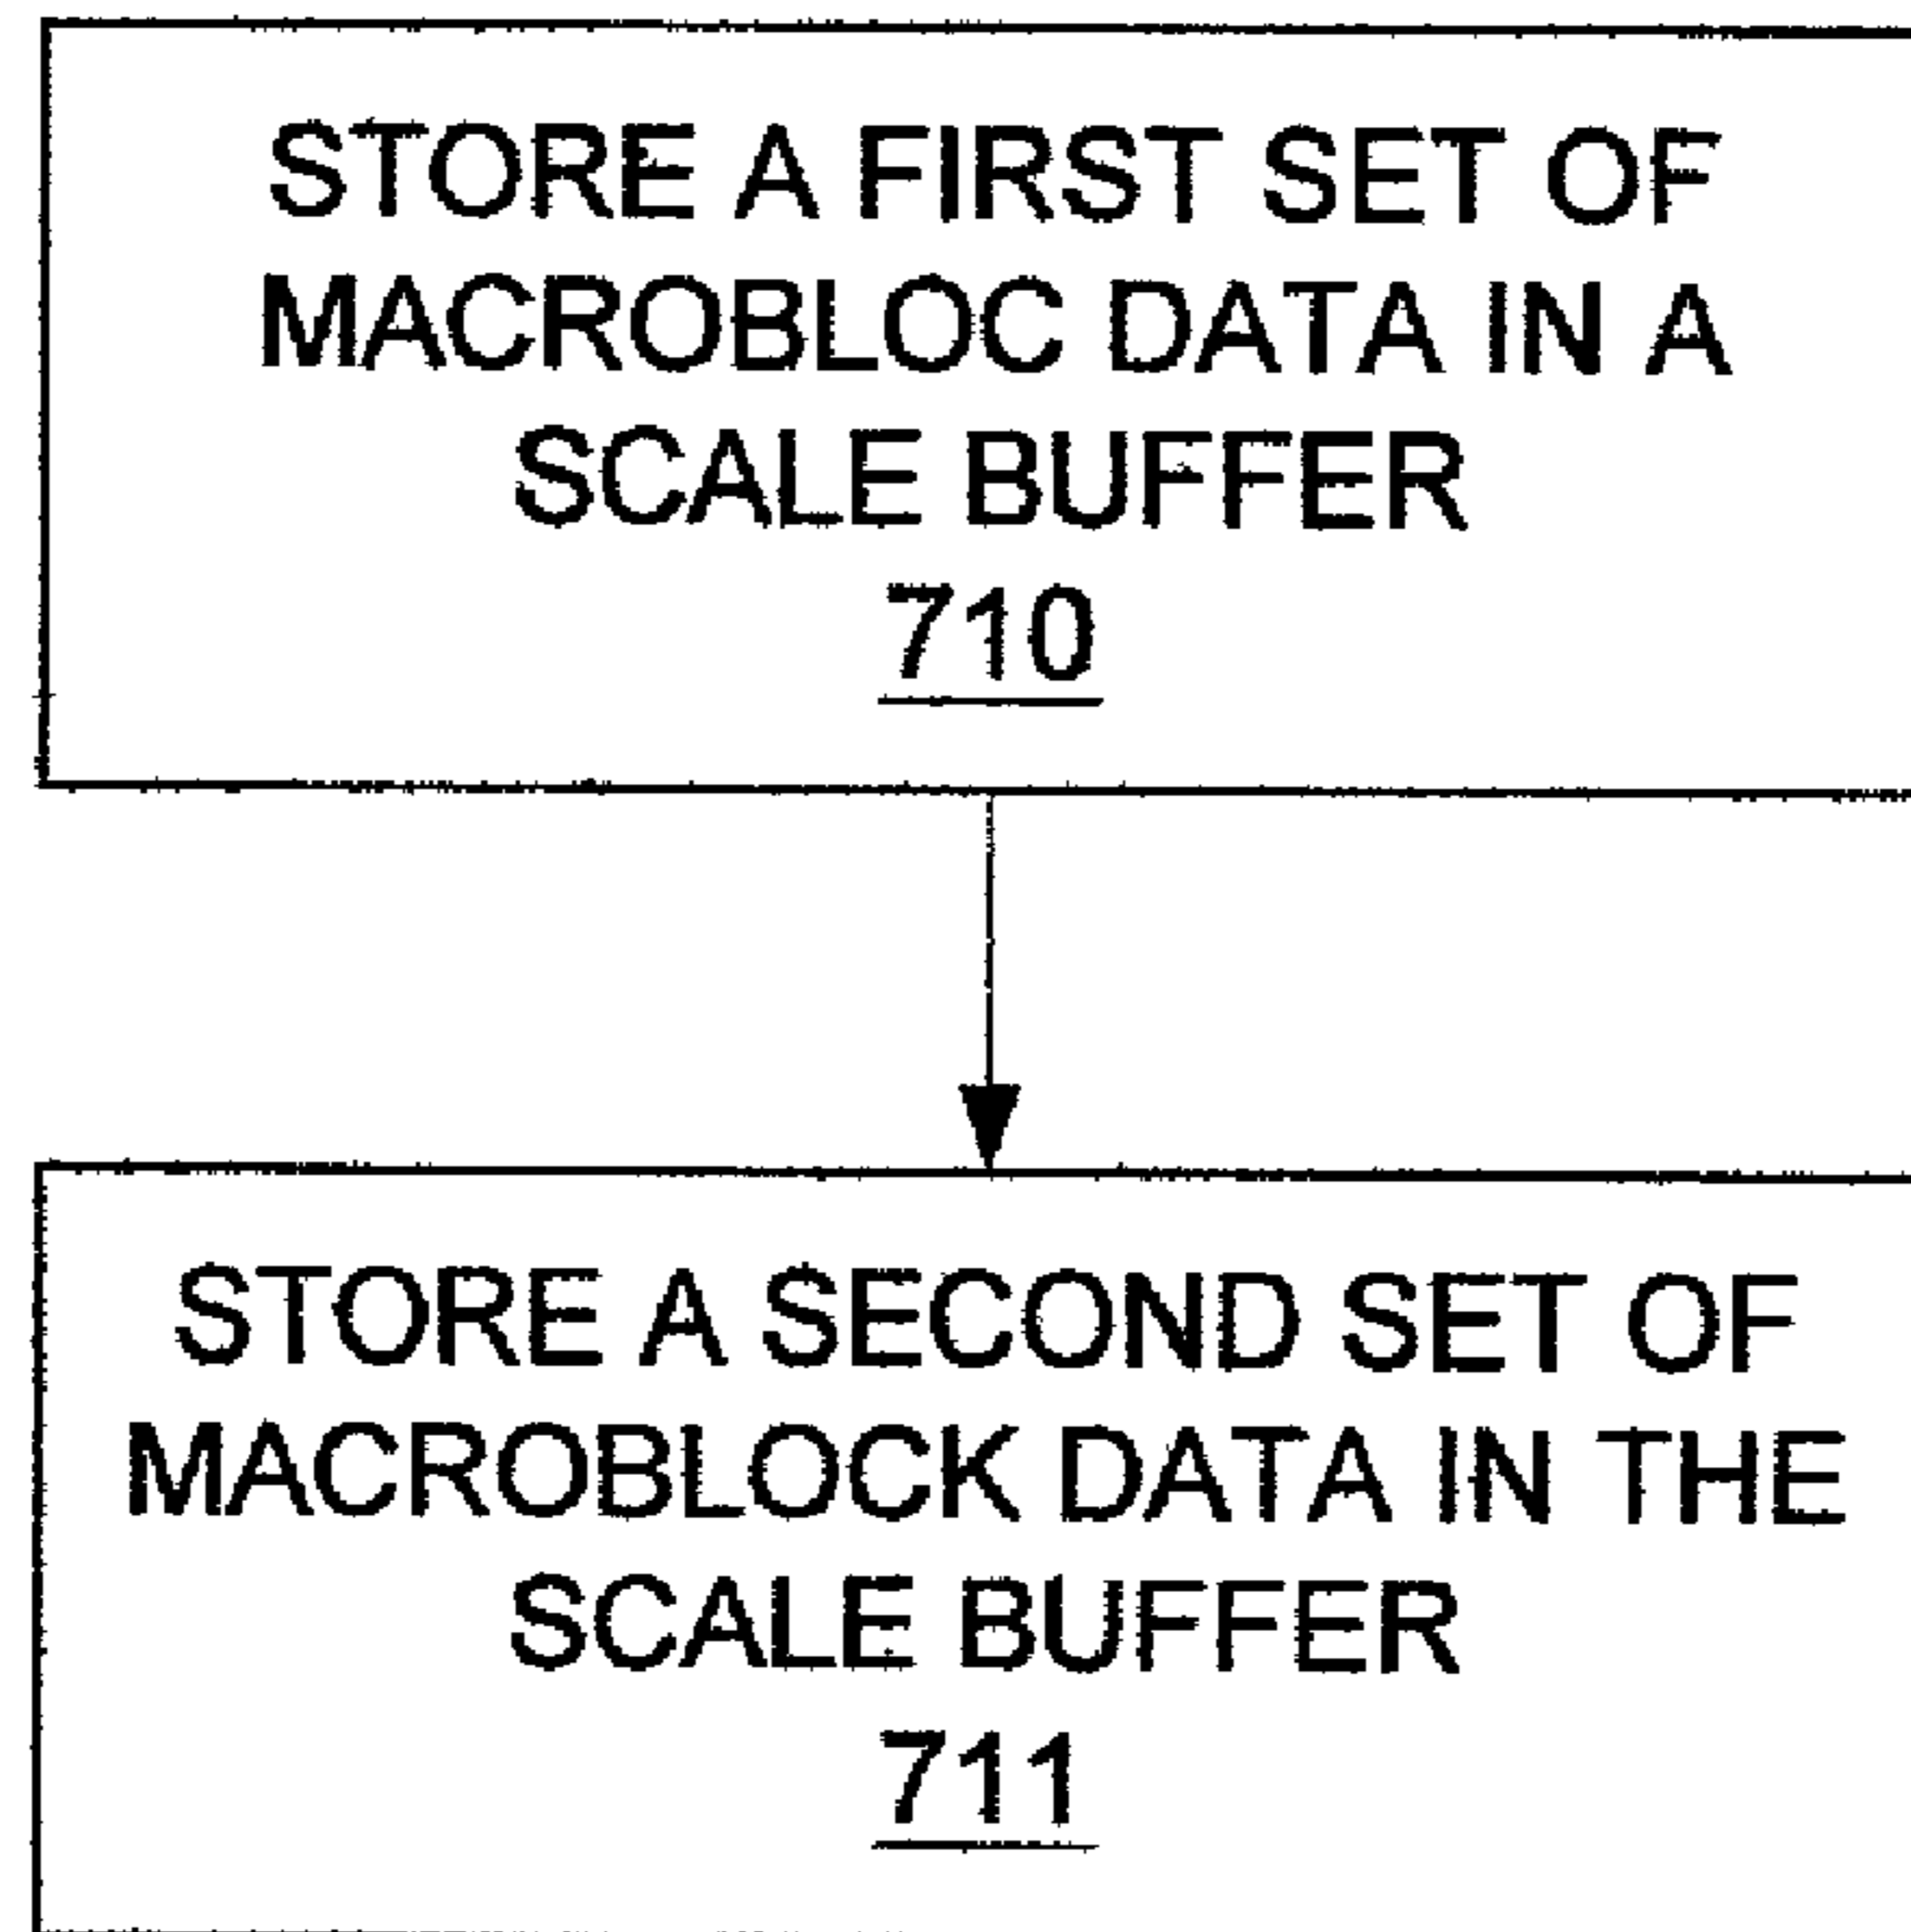 STORE A FIRST SET OF
MACROBLOC DATA IN A
SCALE BUFFER
710
STORE A SECOND SET OF
MACROBLOCK DATA IN THE
SCALE BUFFER
711